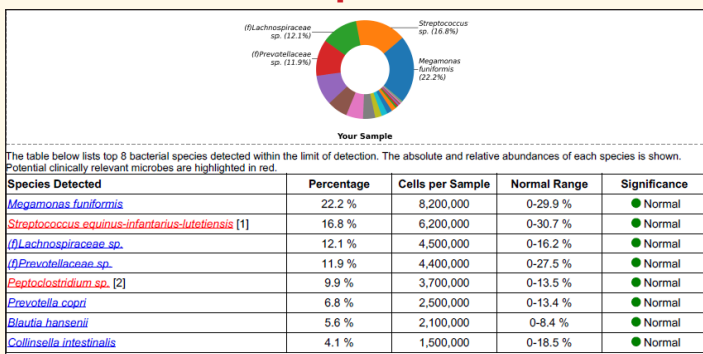 (f)Lachnospiraceae
sp. (12.1%)
Streptococcus
sp. (16.8%)
(f)Prevotellaceae
sp. (11.9%)
Megamonas
funiformis
(22.2%)
Your Sample
The table below lists top 8 bacterial species detected within the limit of detection. The absolute and relative abundances of each species is shown.
Potential clinically relevant microbes are highlighted in red.
Species Detected Percentage Cells per Sample Normal Range Significance
Megamonas funiformis 22.2 % 8,200,000 0-29.9 % Normal
Streptococcus equinus-infantarius-lutetiensis [1] 16.8 % 6,200,000 0-30.7 % Normal
(f)Lachnospiraceae sp. 12.1 % 4,500,000 0-16.2 % Normal
(f)Prevotellaceae sp. 11.9 % 4,400,000 0-27.5 % Normal
Peptoclostridium sp. [2] 9.9 % 3,700,000 0-13.5 % Normal
Prevotella copri 6.8 % 2,500,000 0-13.4 % Normal
Blautia hansenii 5.6 % 2,100,000 0-8.4 % Normal
Collinsella intestinalis 4.1 % 1,500,000 0-18.5 % Normal